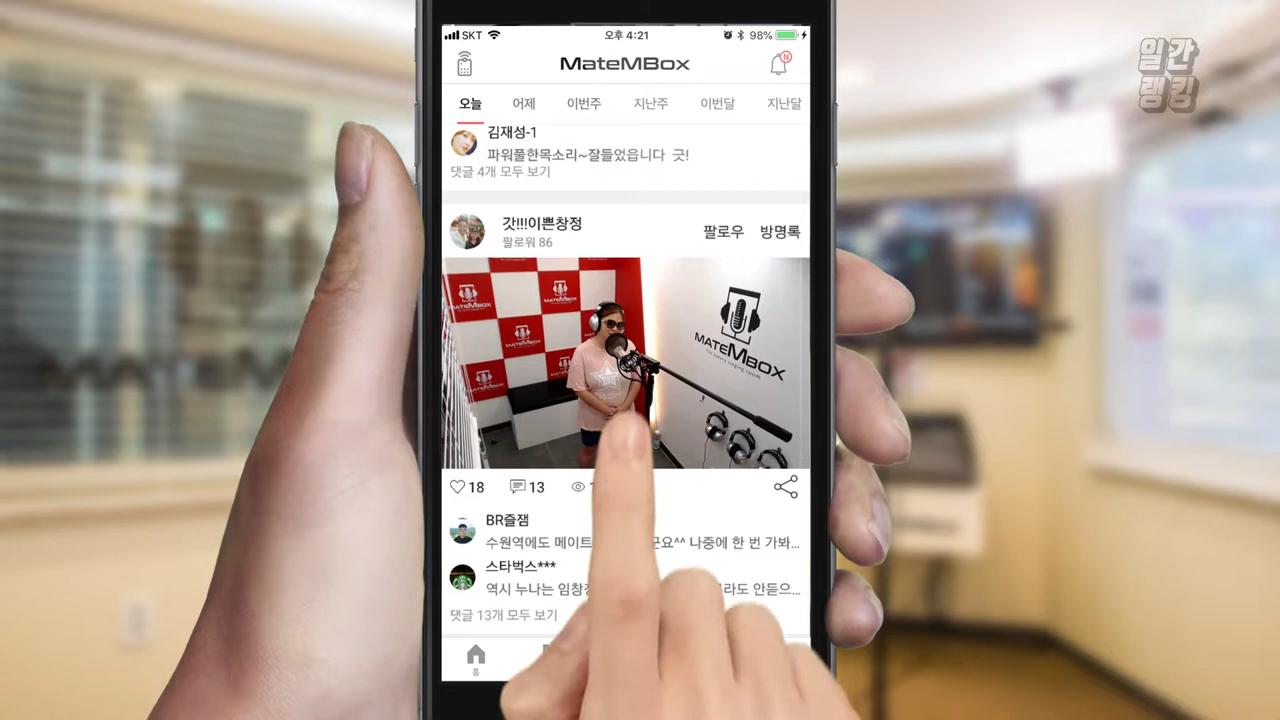 일간
랭킹
SKT
오후 4:21
98%
MateMBox
N
오늘 어제 이번주 지난주 이번달 지난달
김재성-1
파워풀한목소리~잘들었읍니다 굿!
댓글 4개 모두 보기
갓!!!이쁜창정
팔로워 86
팔로우 방명록
MATEMBOX
MATEMBOX
MATEMBOX
MATEMBOX
MATEMBOX
18 13
BR즐잼
수원역에도 메이트 군요^^ 나중에 한 번 가봐...
스타벅스***
역시 누나는 임창정 라도 안듣으...
댓글 13개 모두 보기
홈